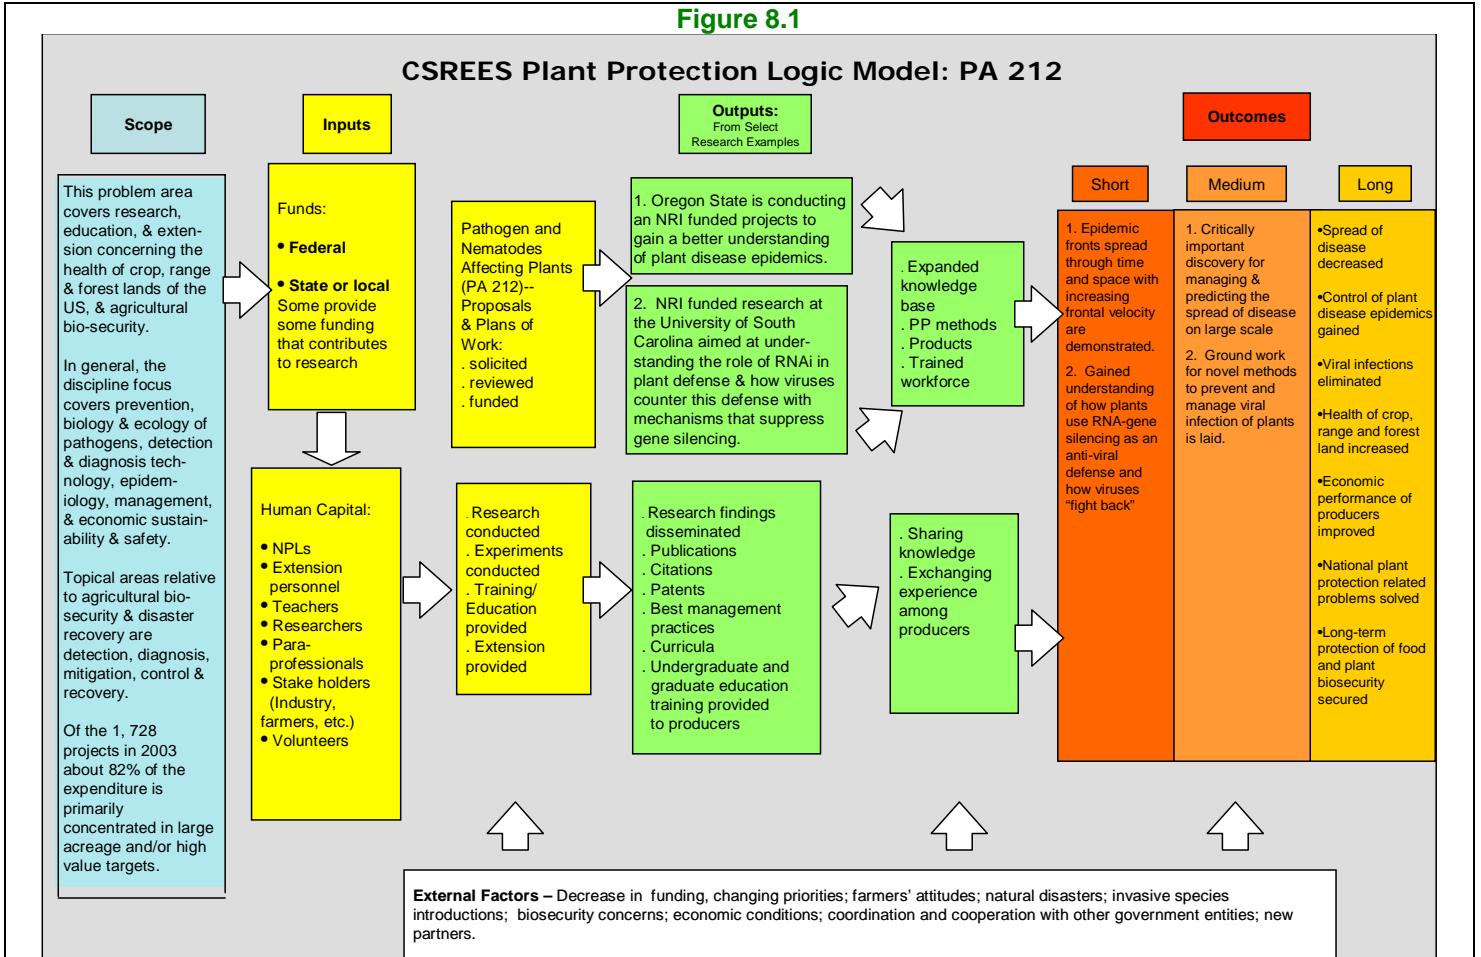 Figure 8.1
CSREES Plant Protection Logic Model: PA 212
Scope
Inputs
Outputs:
From Select
Research Examples
Outcomes
Short
Medium
Long
This problem area
covers research,
education, & exten-
sion concerning the
health of crop, range
& forest lands of the
US, & agricultural
bio-security.
In general, the
discipline focus
covers prevention,
biology & ecology of
pathogens, detection
& diagnosis tech-
nology, epidem-
iology, management,
& economic sustain-
ability & safety.
Topical areas relative
to agricultural bio-
security & disaster
recovery are
detection, diagnosis,
mitigation, control &
recovery.
Of the 1, 728
projects in 2003
about 82% of the
expenditure is
primarily
concentrated in large
acreage and/or high
value targets.
Funds:
• Federal
• State or local
Some provide
some funding
that contributes
to research
Human Capital:
• NPLs
• Extension
personnel
• Teachers
• Researchers
• Para-
professionals
• Stake holders
(Industry,
farmers, etc.)
• Volunteers
Pathogen and
Nematodes
Affecting Plants
(PA 212)--
Proposals
& Plans of
Work:
. solicited
. reviewed
. funded
. Research
conducted
. Experiments
conducted
. Training/
Education
provided
. Extension
provided
1. Oregon State is conducting
an NRI funded projects to
gain a better understanding
of plant disease epidemics.
2. NRI funded research at
the University of South
Carolina aimed at under-
standing the role of RNAi in
plant defense & how viruses
counter this defense with
mechanisms that suppress
gene silencing.
. Research findings
disseminated
. Publications
. Citations
. Patents
. Best management
practices
. Curricula
. Undergraduate and
graduate education
training provided
to producers
. Expanded
knowledge
base
. PP methods
. Products
. Trained
workforce
. Sharing
knowledge
. Exchanging
experience
among
producers
1. Epidemic
fronts spread
through time
and space with
increasing
frontal velocity
are
demonstrated.
2. Gained
understanding
of how plants
use RNA-gene
silencing as an
anti-viral
defense and
how viruses
“fight back”
1. Critically
important
discovery for
managing &
predicting the
spread of disease
on large scale
2. Ground work
for novel methods
to prevent and
manage viral
infection of plants
is laid.
•Spread of
disease
decreased
•Control of plant
disease epidemics
gained
•Viral infections
eliminated
•Health of crop,
range and forest
land increased
•Economic
performance of
producers
improved
•National plant
protection related
problems solved
•Long-term
protection of food
and plant
biosecurity
secured
External Factors – Decrease in funding, changing priorities; farmers’ attitudes; natural disasters; invasive species
introductions; biosecurity concerns; economic conditions; coordination and cooperation with other government entities; new
partners.